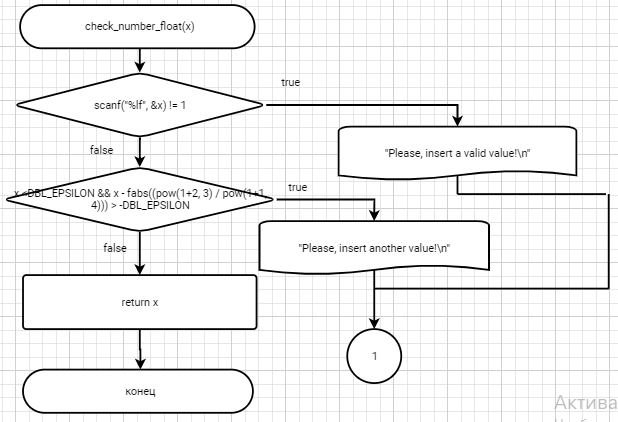 check_number_float(x)
scanf("%lf", &x) != 1
true
"Please, insert a valid value!\n"
false
x <DBL_EPSILON && x - fabs((pow(1+2, 3) / pow(1+1,
4))) > -DBL_EPSILON
true
"Please, insert another value!\n"
false
return x
1
конец
Актива